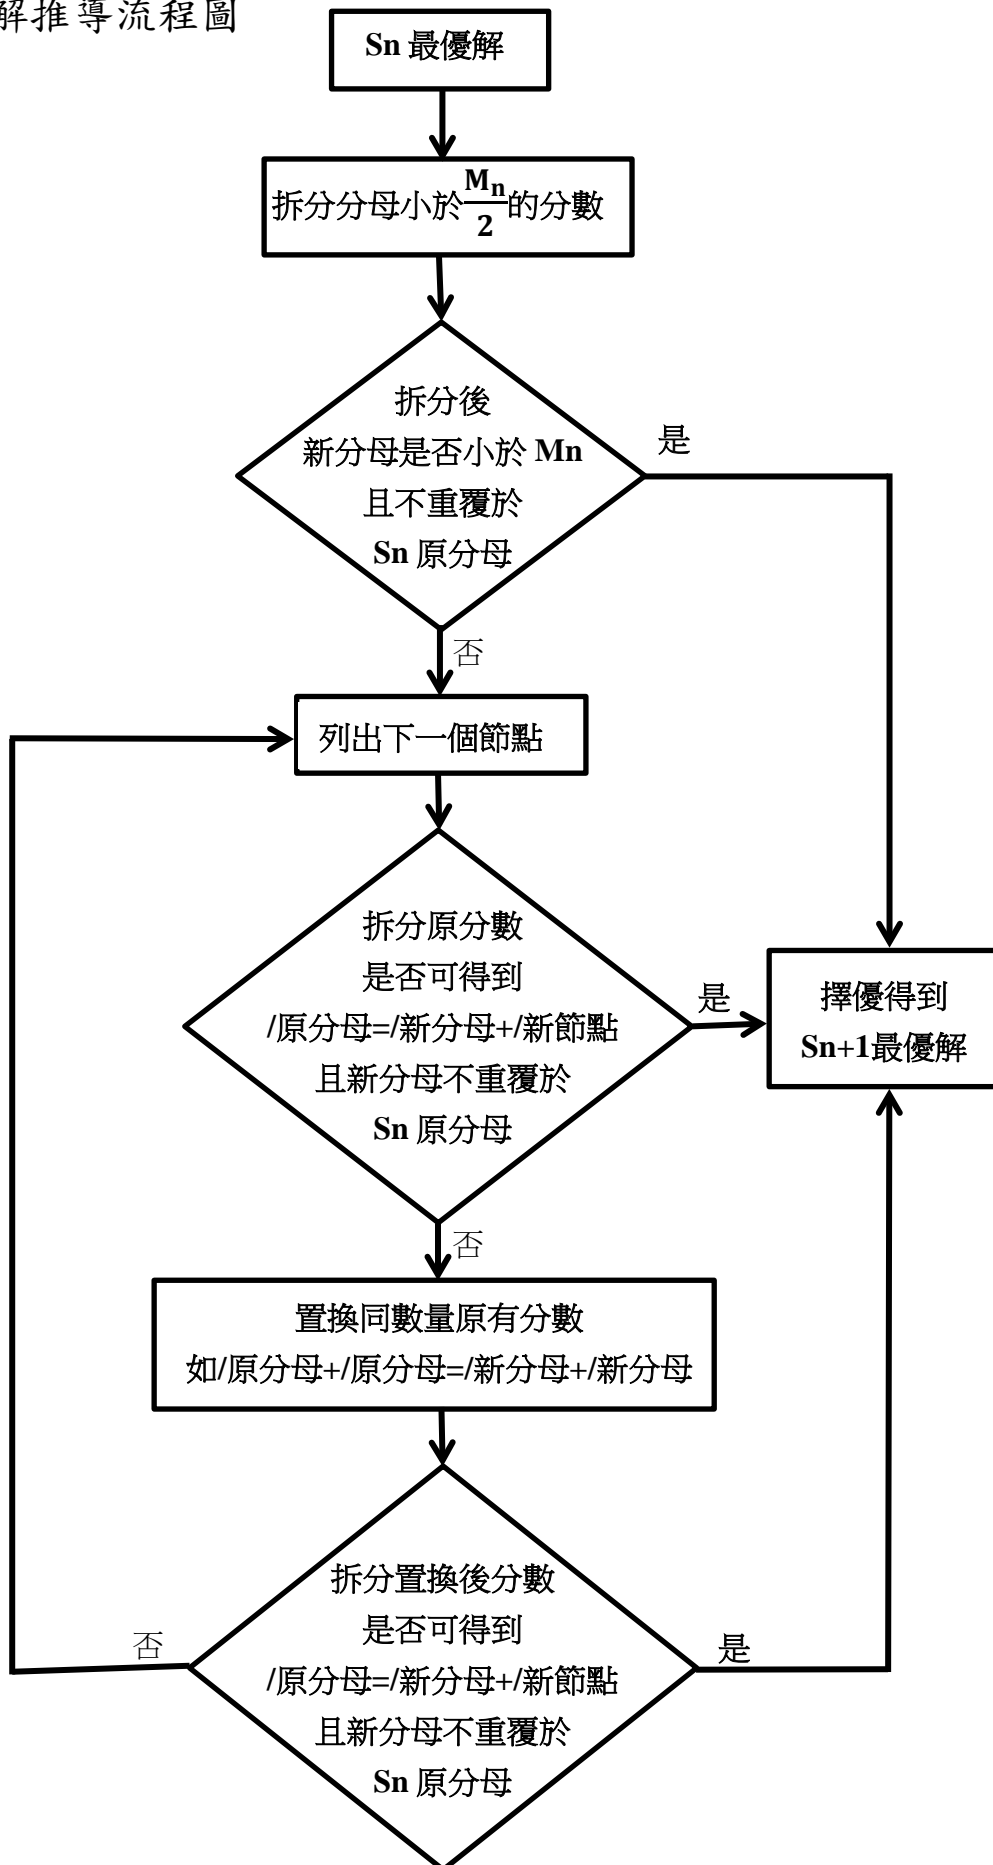 解推導流程圖
Sn 最優解
拆分分母小於Mn/2的分數
拆分後
新分母是否小於 Mn
且不重覆於
Sn 原分母
是
否
列出下一個節點
拆分原分數
是否可得到
/原分母=/新分母+/新節點
且新分母不重覆於
Sn 原分母
是
擇優得到
Sn+1最優解
否
置換同數量原有分數
如/原分母+/原分母=/新分母+/新分母
拆分置換後分數
是否可得到
/原分母=/新分母+/新節點
且新分母不重覆於
Sn 原分母
否
是